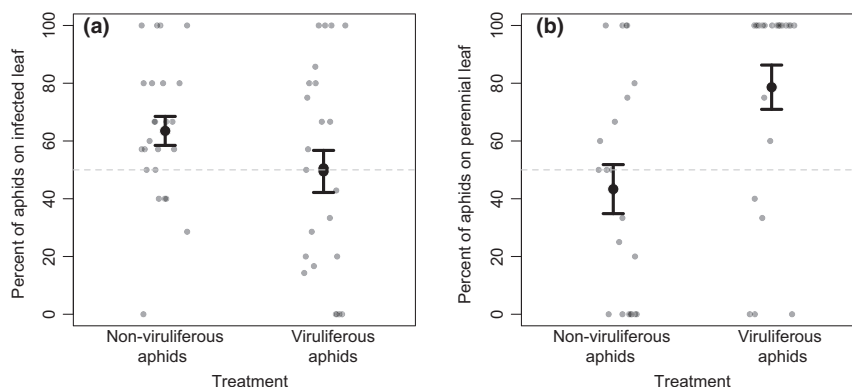 (a)
Percent of aphids on infected leaf
100
80
60
40
20
0
Non-viruliferous
aphids
Viruliferous
aphids
Treatment
(b)
Percent of aphids on perennial leaf
100
80
60
40
20
0
Non-viruliferous
aphids
Viruliferous
aphids
Treatment